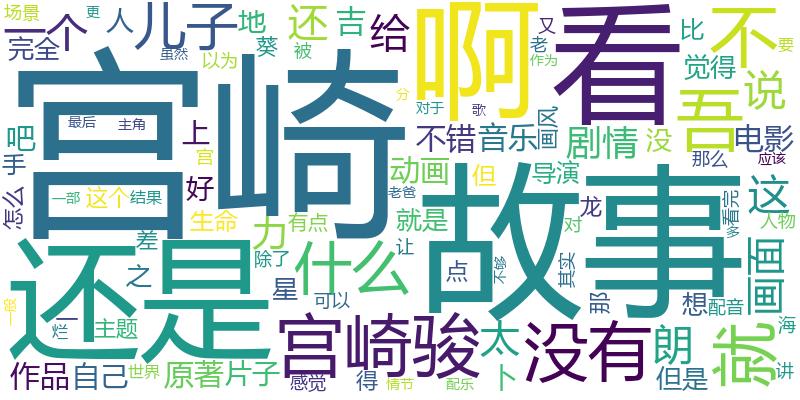 场景 更 人 儿子 地 还 吉 给 啊 看 又 比 不
一个 完全 虽然 葵 被 老 觉得 要
宫崎 以为 作为 吾 说
分 对于 歌
吧 最后 主角 上 不错 音乐 画风 剧情 没 电影
手 宫 那么 应该
怎么 一部 这个 结果 好 动画 但 导演 这
老爸 故事 看完 多
生命 力 有点 就是 对 龙 人物
差 还是 什么 让 画面
之 除了 点 不够 其实
星 那 想 配音
一 烂 主题 可以 宫崎骏 太 没有 朗 就 海
作品 自己 世界 原著 片子 感觉 得 情节 卜 配乐 但是 讲